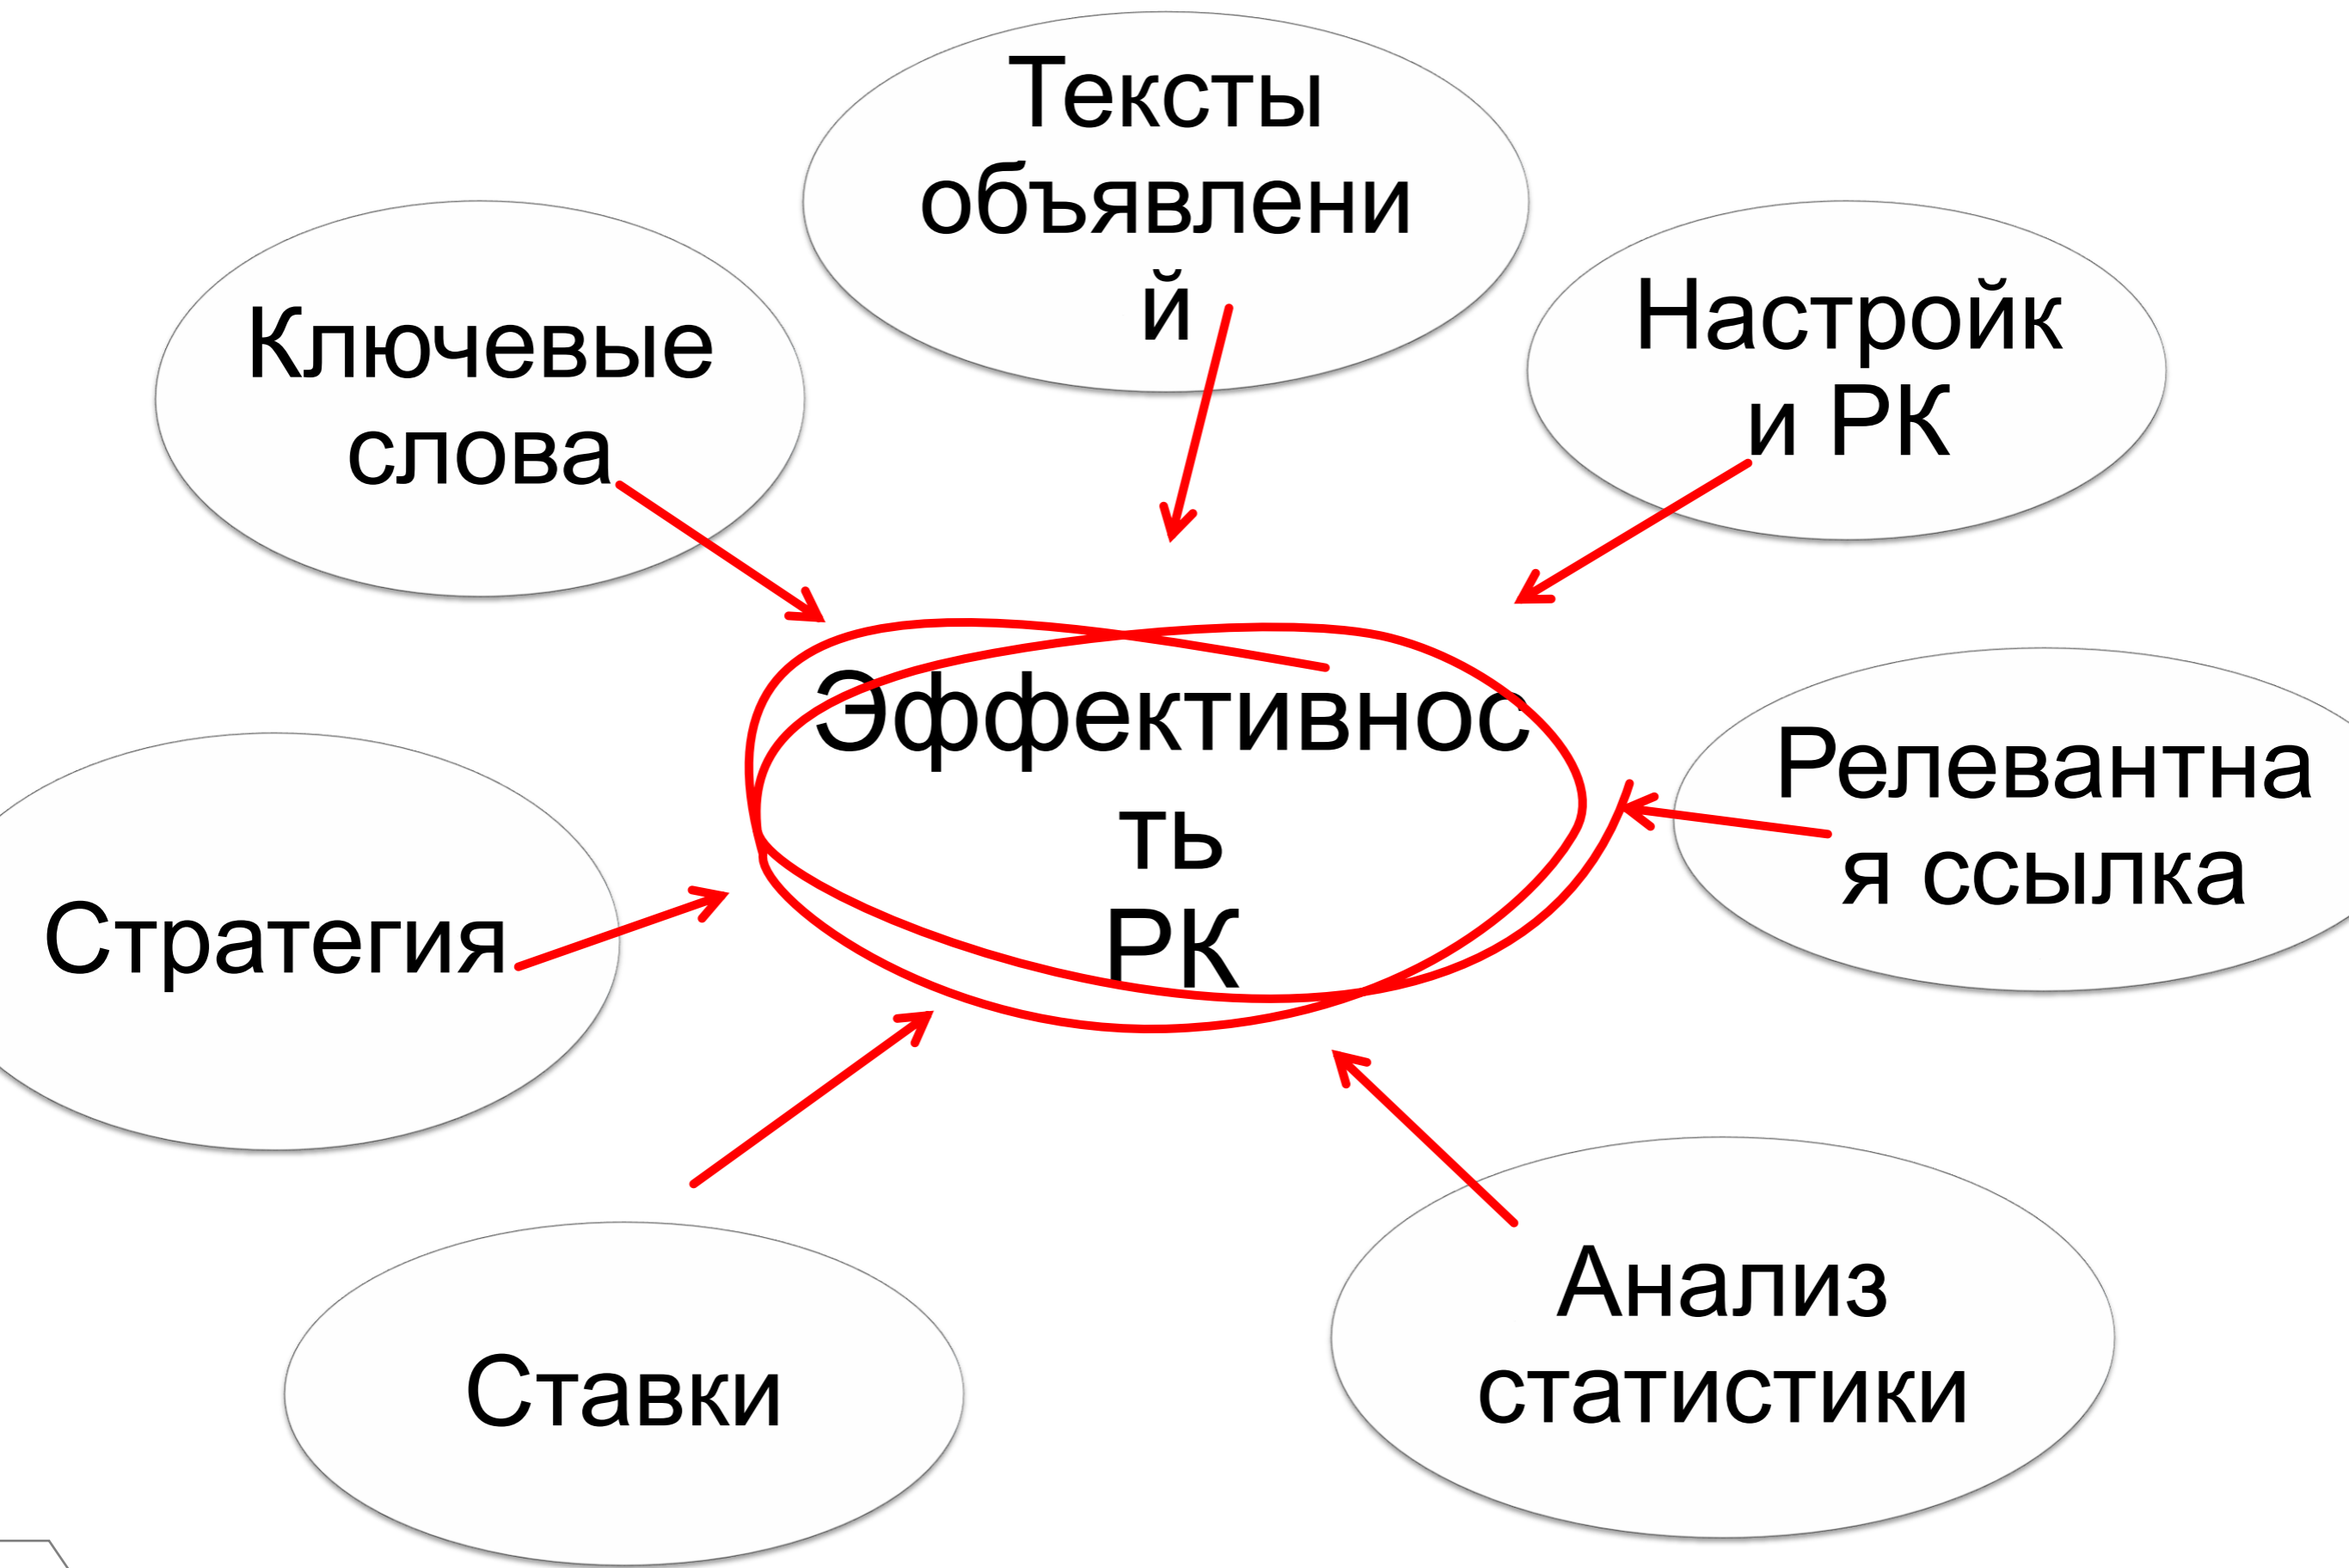 Тексты
объявлени
й
Ключевые
слова
Настройк
и РК
Эффективнос
ть
РК
Релевантна
я ссылка
Стратегия
Ставки
Анализ
статистики